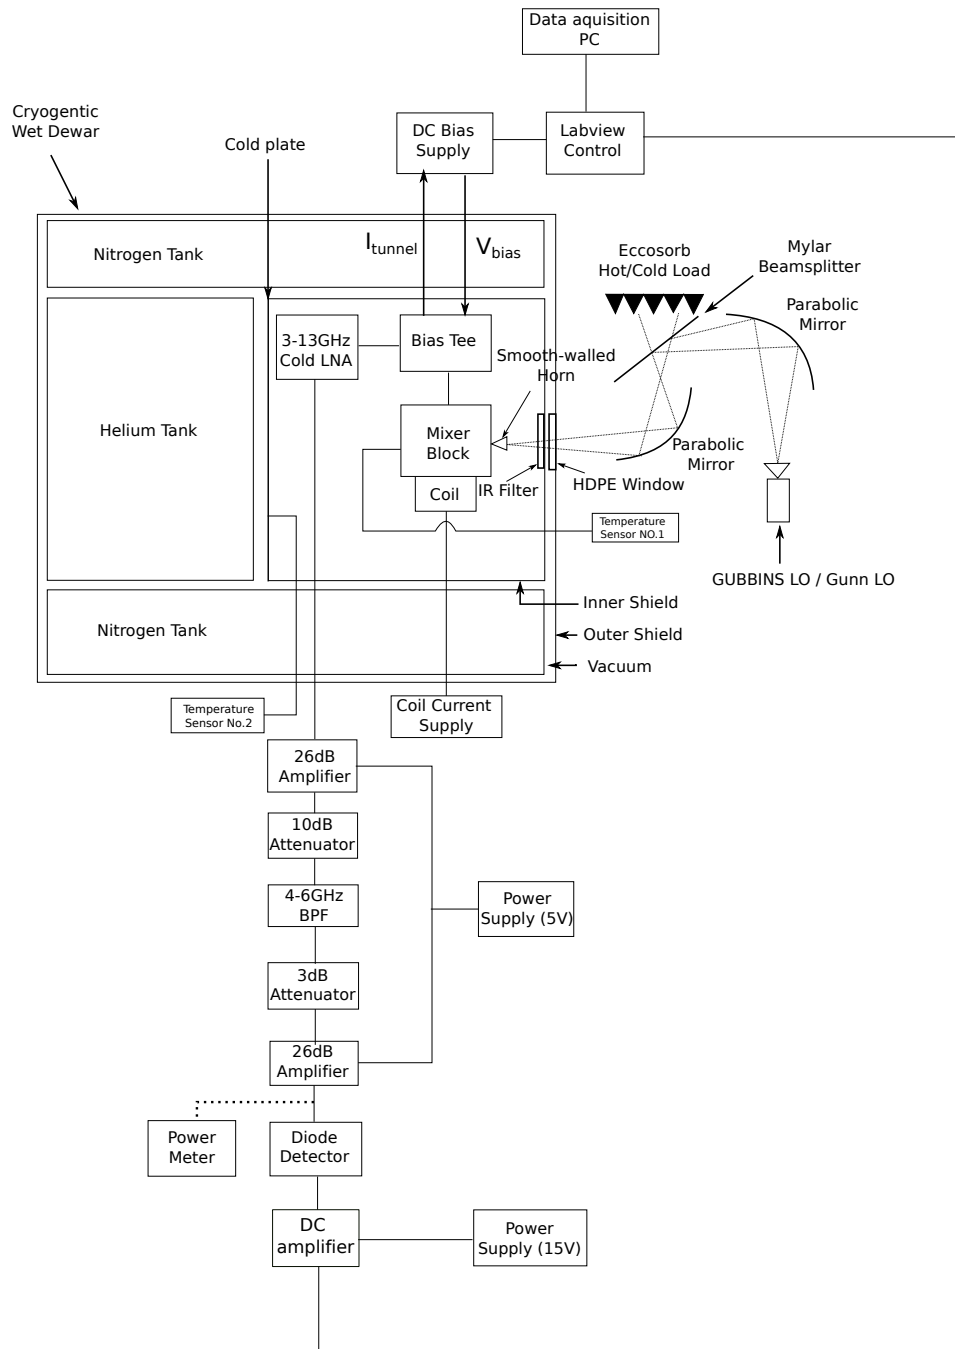 Data aquisition
PC
Cryogentic
Wet Dewar
DC Bias
Supply
Labview
Control
Cold plate
Nitrogen Tank
Itunnel
Vbias
Eccosorb
Hot/Cold Load
Mylar
Beamsplitter
Parabolic
Mirror
3-13GHz
Cold LNA
Bias Tee
Smooth-walled
Horn
Helium Tank
Mixer
Block
Parabolic
Mirror
Coil
IR Filter
HDPE Window
Temperature
Sensor NO.1
GUBBINS LO / Gunn LO
Inner Shield
Nitrogen Tank
Outer Shield
Vacuum
Temperature
Sensor No.2
Coil Current
Supply
26dB
Amplifier
10dB
Attenuator
4-6GHz
BPF
Power
Supply (5V)
3dB
Attenuator
26dB
Amplifier
Power
Meter
Diode
Detector
DC
amplifier
Power
Supply (15V)